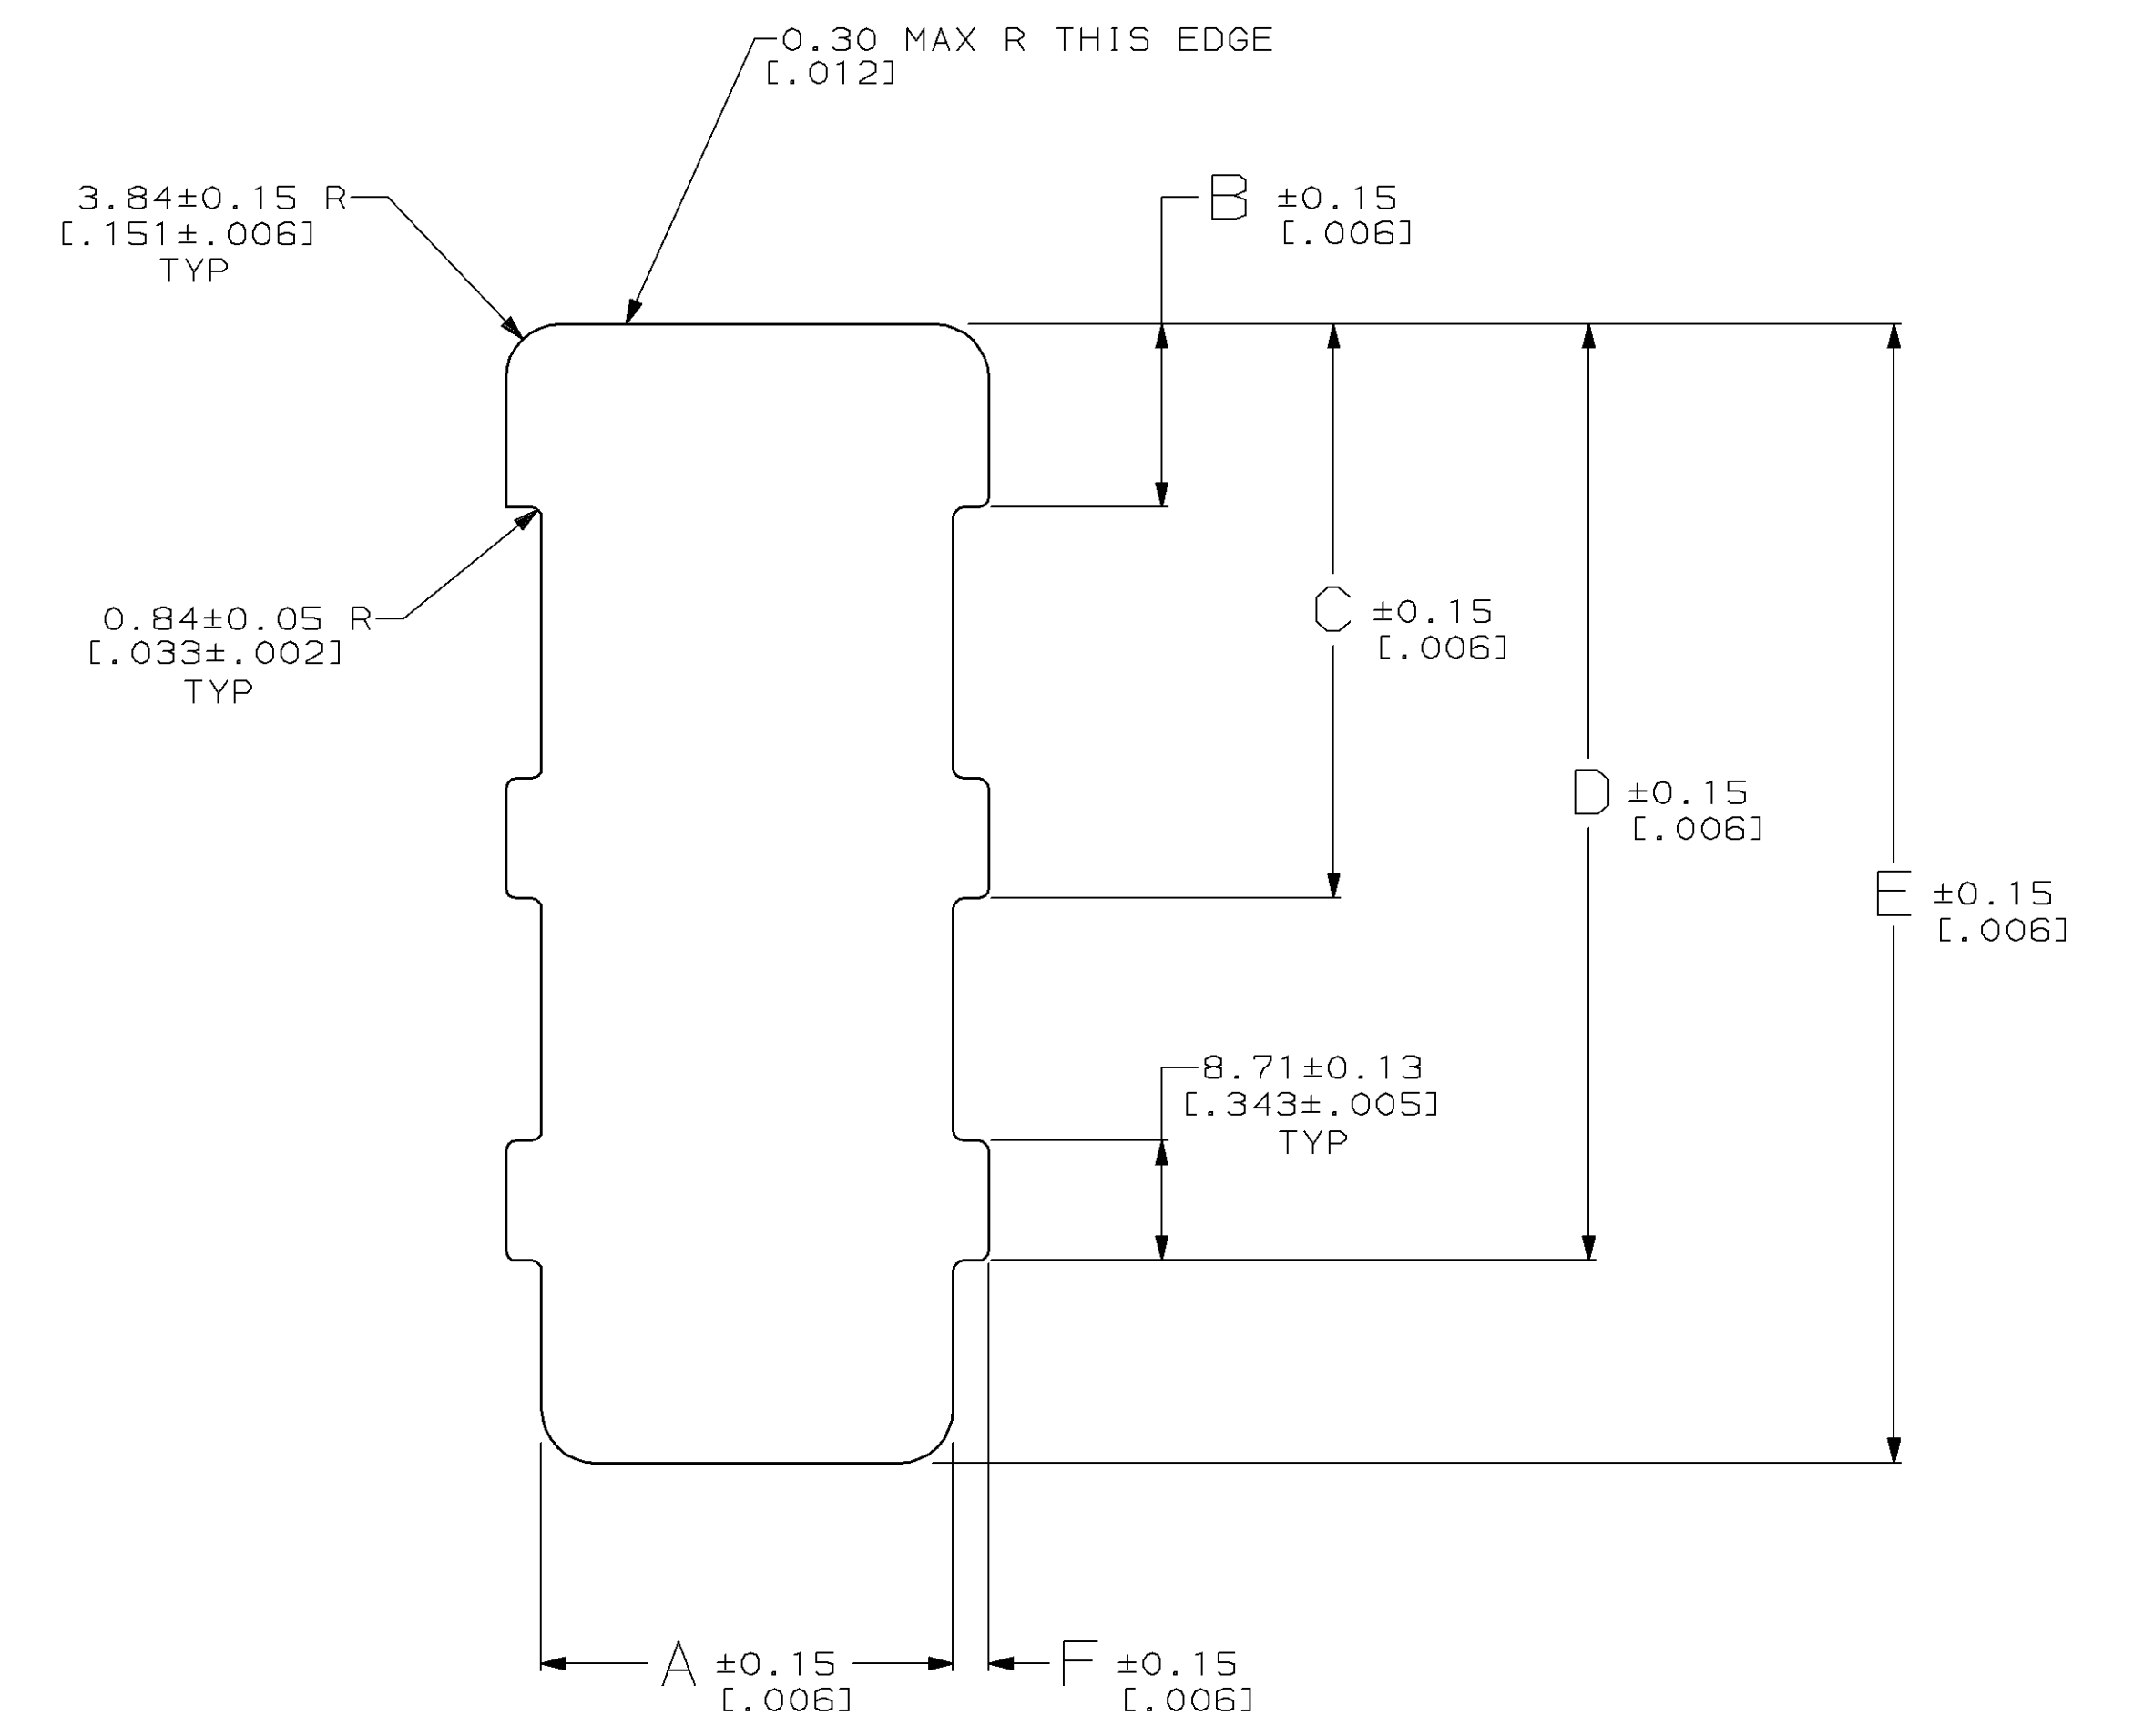 0.30 MAX R THIS EDGE
[.012]
3.84±0.15 R
[.151±.006]
TYP
B ±0.15
[.006]
0.84±0.05 R
[.033±.002]
TYP
C ±0.15
[.006]
D ±0.15
[.006]
E ±0.15
[.006]
8.71±0.13
[.343±.005]
TYP
A ±0.15
[.006]
F ±0.15
[.006]